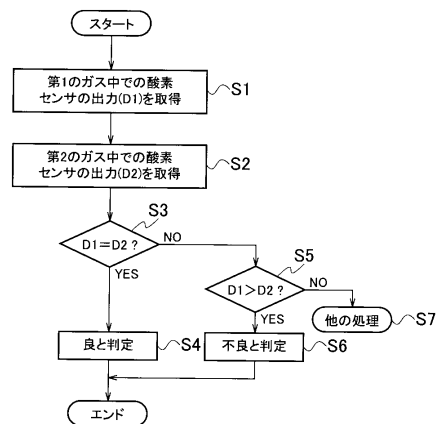 スタート
第1のガス中での酸素
センサの出力(D1)を取得
S1
第2のガス中での酸素
センサの出力(D2)を取得
S2
S3
D1=D2?
NO
YES
S5
D1>D2?
NO
YES
他の処理
S7
良と判定
S4
不良と判定
S6
エンド